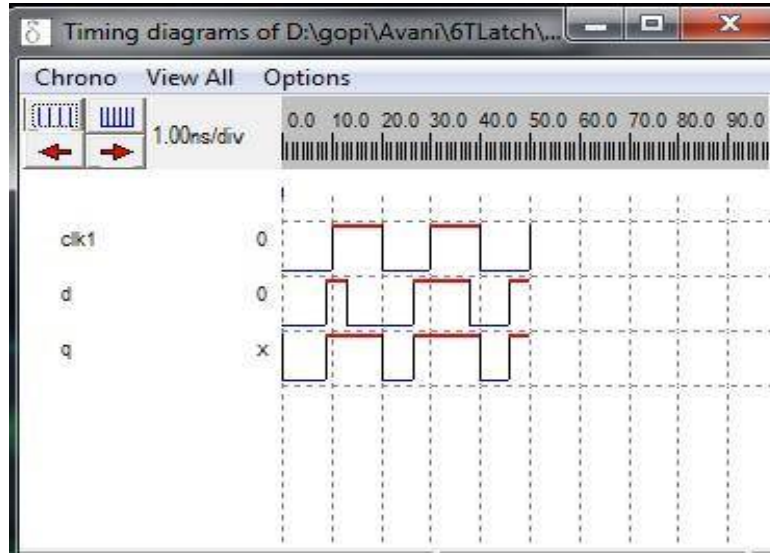 δ Timing diagrams of D:\gopi\Avani\6TLatch\...
Chrono View All Options
1.00ns/div
0.0 10.0 20.0 30.0 40.0 50.0 60.0 70.0 80.0 90.0
clk1 0
d 0
q x